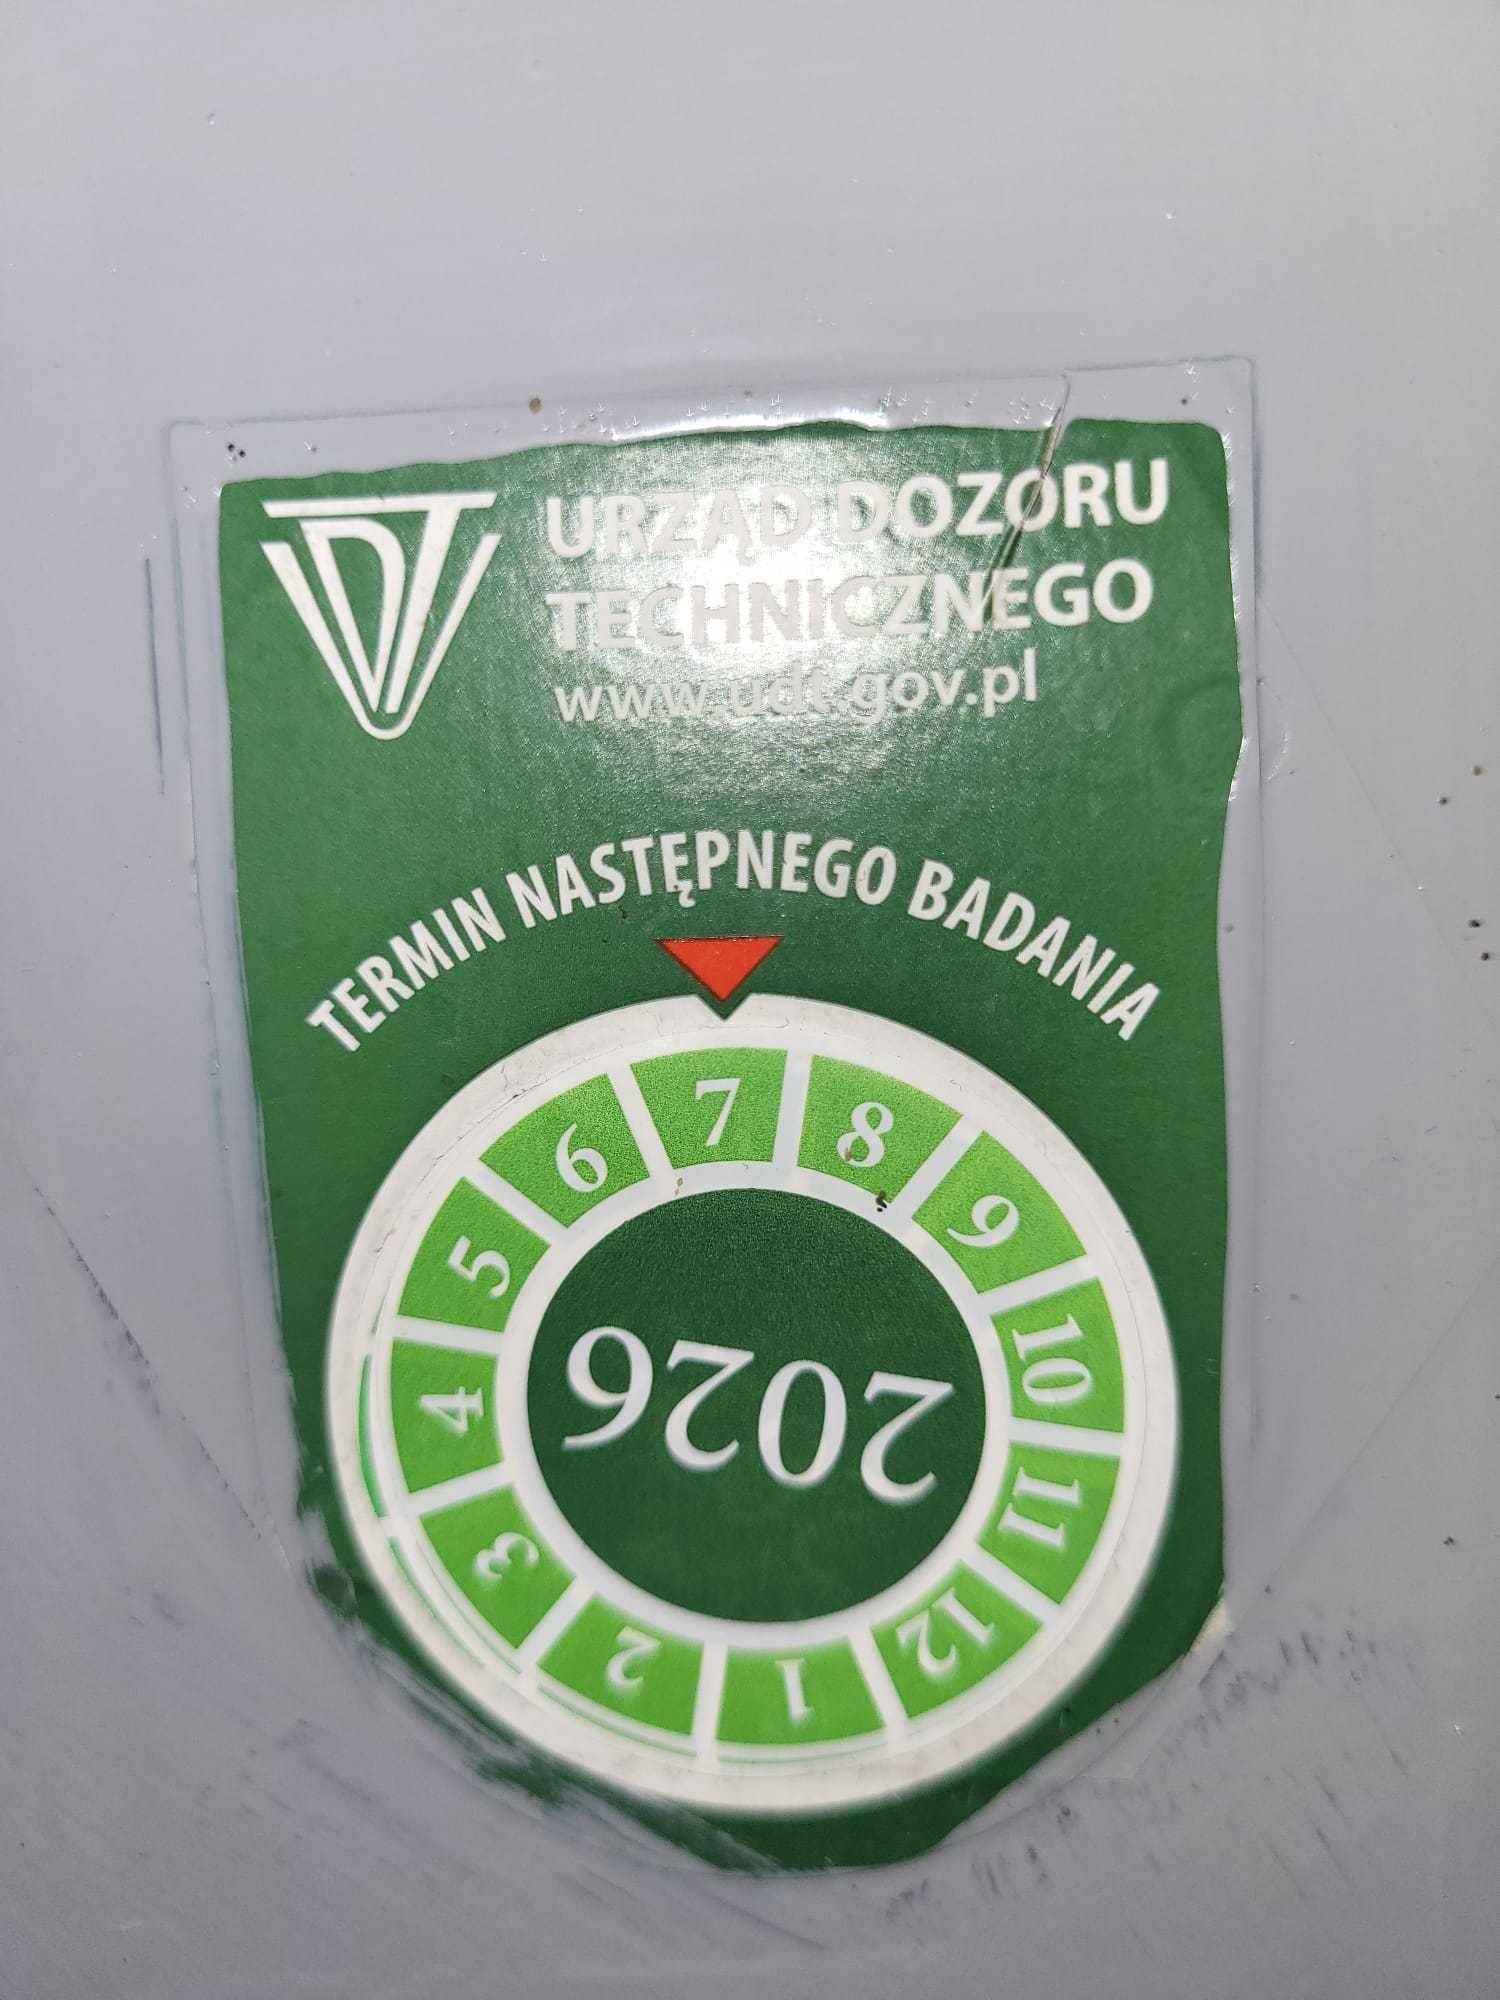 UDT
URZĄD DOZORU
TECHNICZNEGO
www.udt.gov.pl
TERMIN NASTĘPNEGO BADANIA
1 2 3 4 5 6 7 8 9 10 11 12
2026